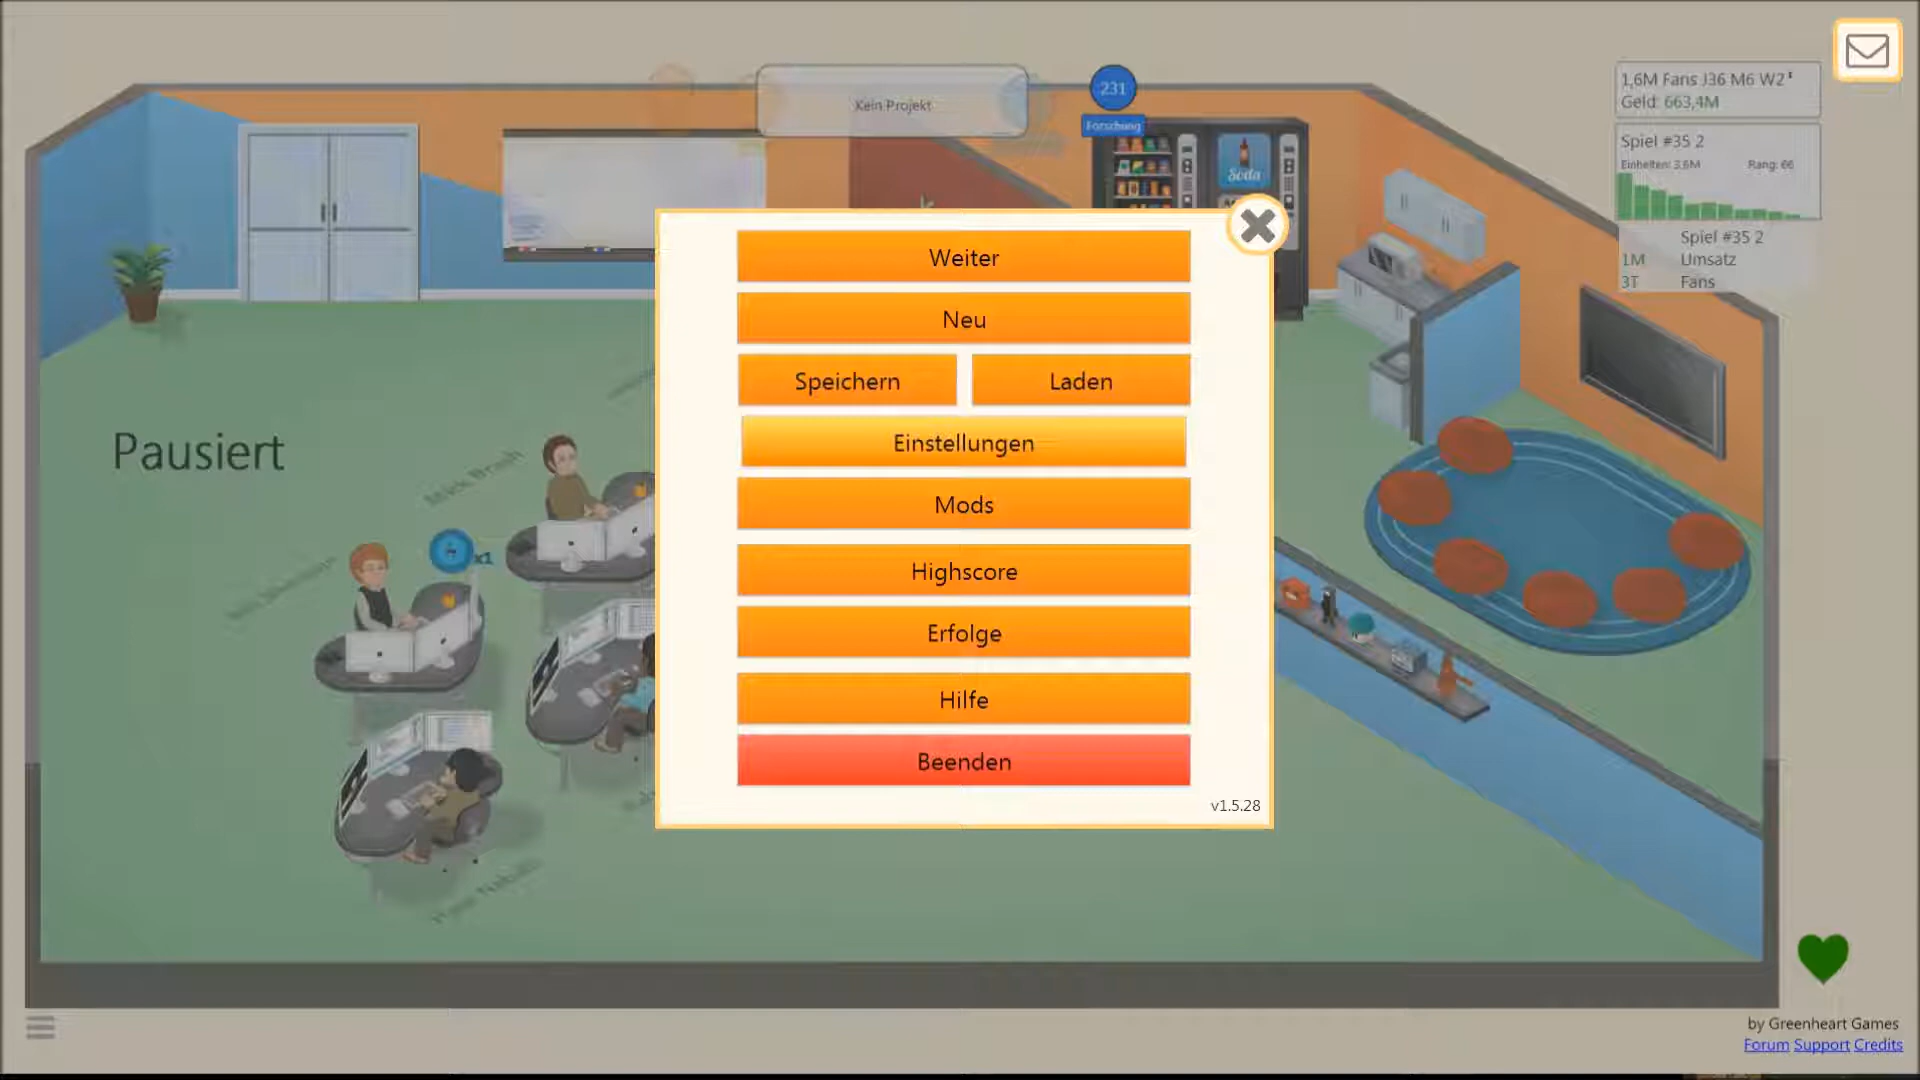 Kein Projekt
231
Forschung
1,6M Fans J36 M6 W2
Geld: 663,4M
Spiel #35 2
Einheiten: 3.6M Rang: 66
Spiel #35 2
1M Umsatz
3T Fans
Soda
Pausiert
x1
Weiter
Neu
Speichern Laden
Einstellungen
Mods
Highscore
Erfolge
Hilfe
Beenden
v1.5.28
by Greenheart Games
Forum Support Credits